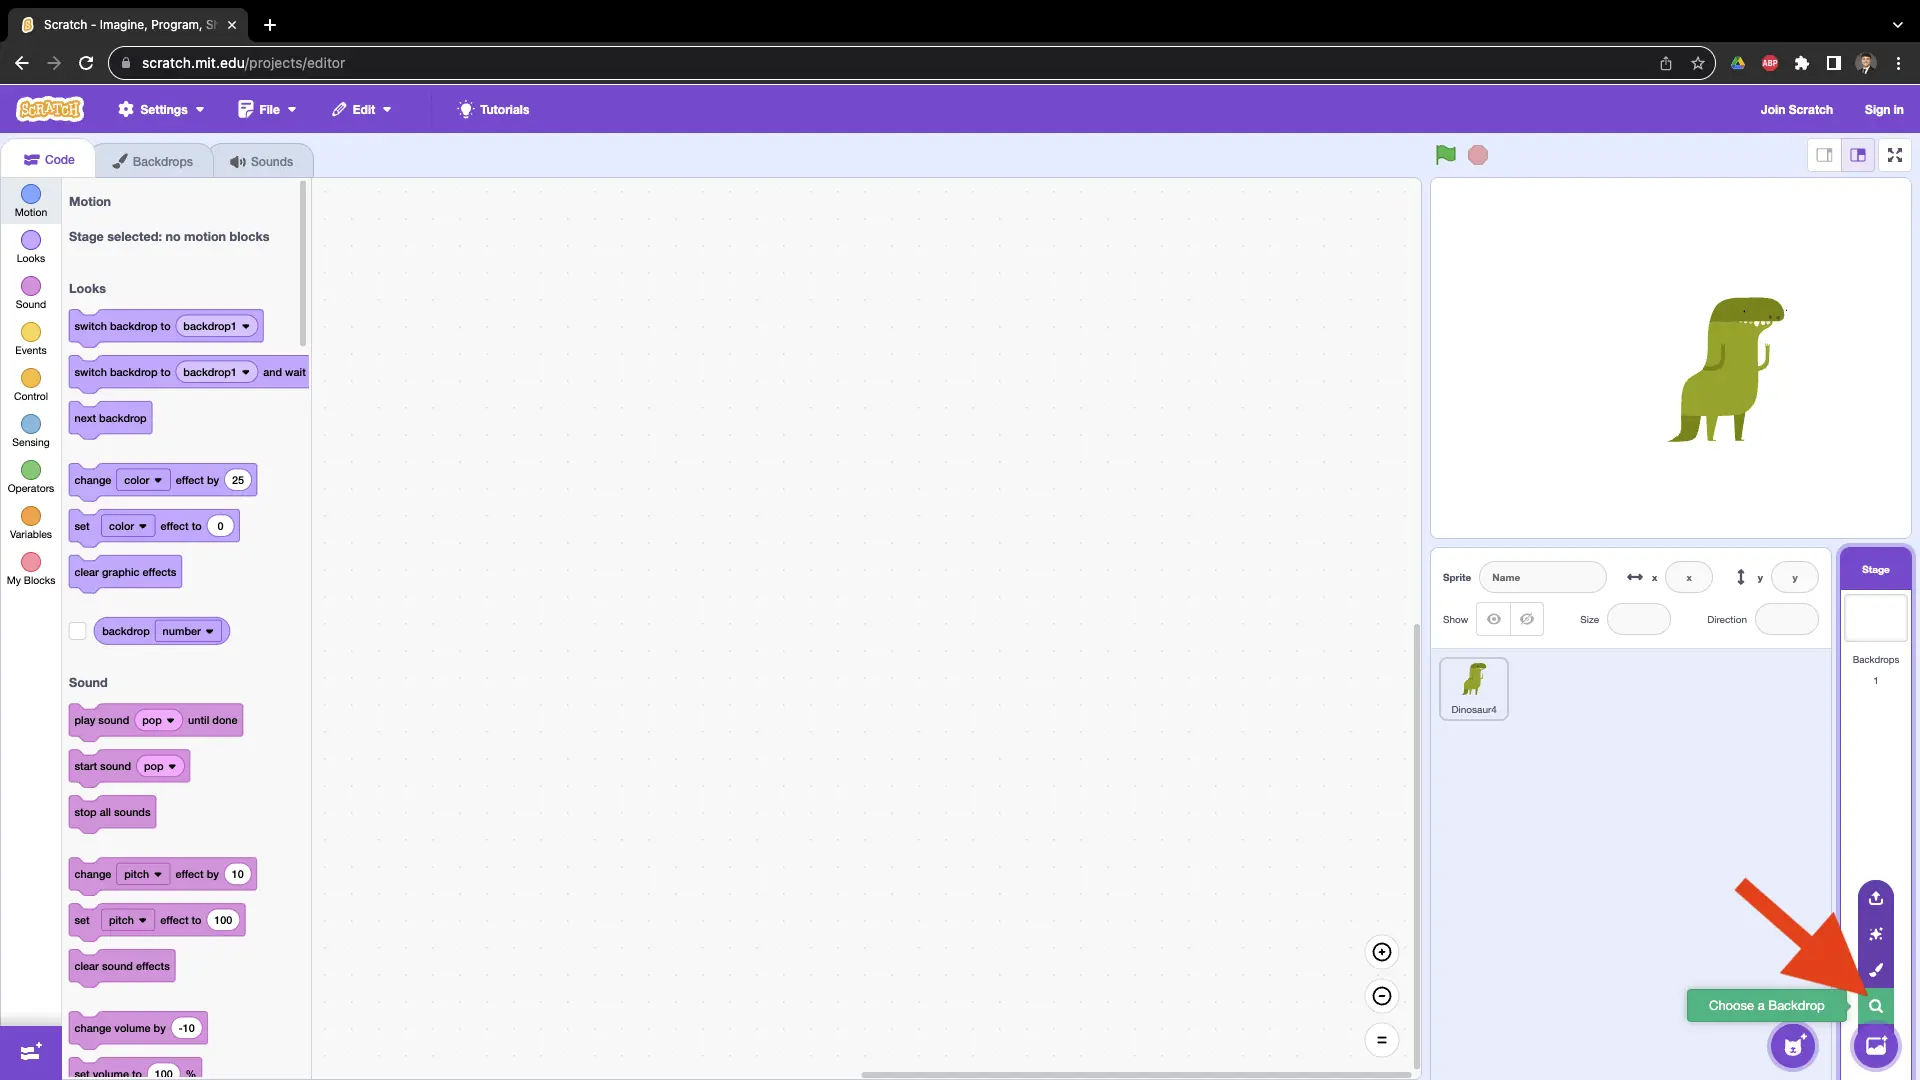 Scratch - Imagine, Program, Sh
scratch.mit.edu/projects/editor
ABP
SCRATCH
Settings
File
Edit
Tutorials
Join Scratch
Sign in
Code
Backdrops
Sounds
Motion
Looks
Sound
Events
Control
Sensing
Operators
Variables
My Blocks
Motion
Stage selected: no motion blocks
Looks
switch backdrop to backdrop1
switch backdrop to backdrop1 and wait
next backdrop
change color effect by 25
set color effect to 0
clear graphic effects
backdrop number
Sound
play sound pop until done
start sound pop
stop all sounds
change pitch effect by 10
set pitch effect to 100
clear sound effects
change volume by -10
set volume to 100 %
Sprite Name x x y y
Show Size Direction
Dinosaur4
Stage
Backdrops
1
Choose a Backdrop